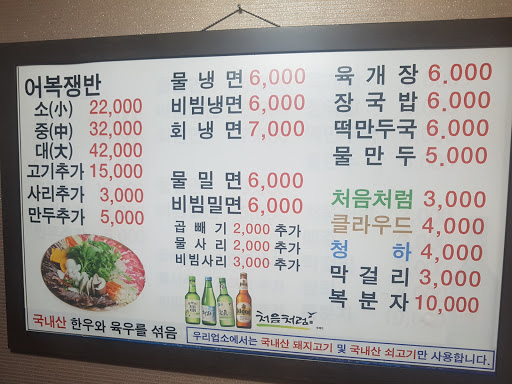 어복쟁반
소(小) 22,000
중(中) 32,000
대(大) 42,000
고기추가 15,000
사리추가 3,000
만두추가 5,000
국내산 한우와 육우를 섞음
물냉면 6,000
비빔냉면 6,000
회냉면 7,000
물밀면 6,000
비빔밀면 6,000
곱빼기 2,000 추가
물사리 2,000 추가
비빔사리 3,000 추가
처음처럼
육개장 6.000
장국밥 6.000
떡만두국 6.000
물만두 5.000
처음처럼 3,000
클라우드 4,000
청하 4,000
막걸리 3,000
복분자 10,000
우리업소에서는 국내산 돼지고기 및 국내산 쇠고기만 사용합니다.